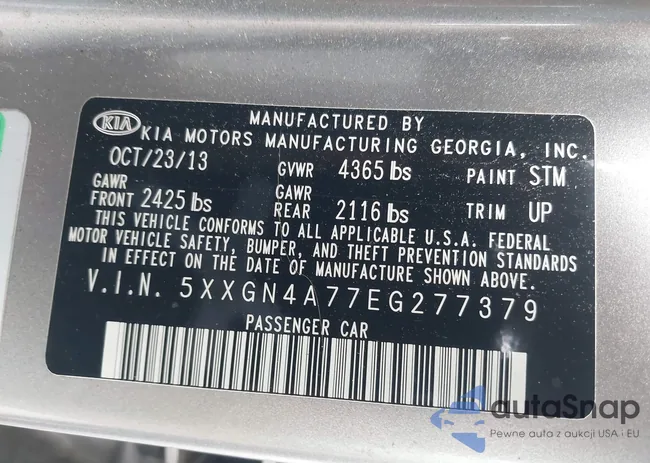 MANUFACTURED BY
KIA KIA MOTORS MANUFACTURING GEORGIA, INC.
OCT/23/13 GVWR 4365 lbs PAINT STM
GAWR FRONT 2425 lbs GAWR REAR 2116 lbs TRIM UP
THIS VEHICLE CONFORMS TO ALL APPLICABLE U.S.A. FEDERAL
MOTOR VEHICLE SAFETY, BUMPER, AND THEFT PREVENTION STANDARDS
IN EFFECT ON THE DATE OF MANUFACTURE SHOWN ABOVE.
V.I.N. 5XXGN4A77EG277379
PASSENGER CAR
autoSnap
Pewne auta z aukcji USA i EU